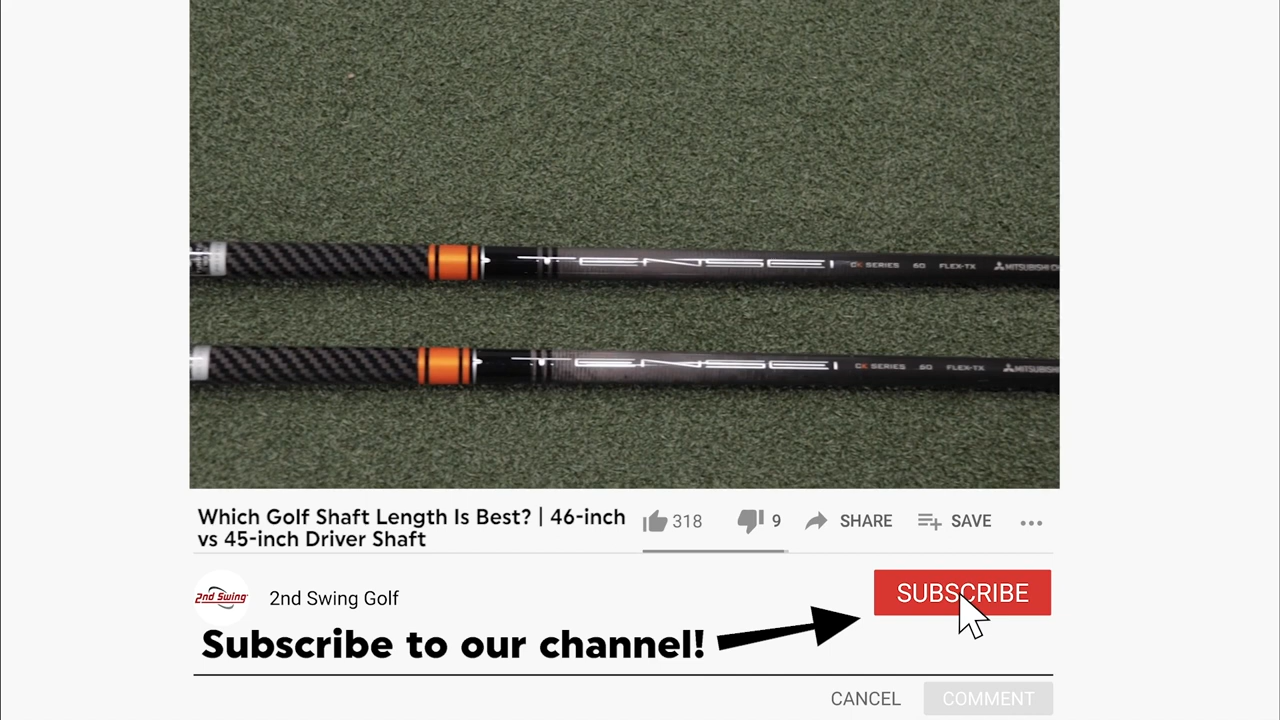 TENSEI CK SERIES 60 FLEX-TX MITSUBISHI
TENSEI CK SERIES 60 FLEX-TX MITSUBISHI
Which Golf Shaft Length Is Best? | 46-inch
vs 45-inch Driver Shaft
318
9
SHARE
SAVE
2nd Swing
2nd Swing Golf
SUBSCRIBE
Subscribe to our channel!
CANCEL
COMMENT